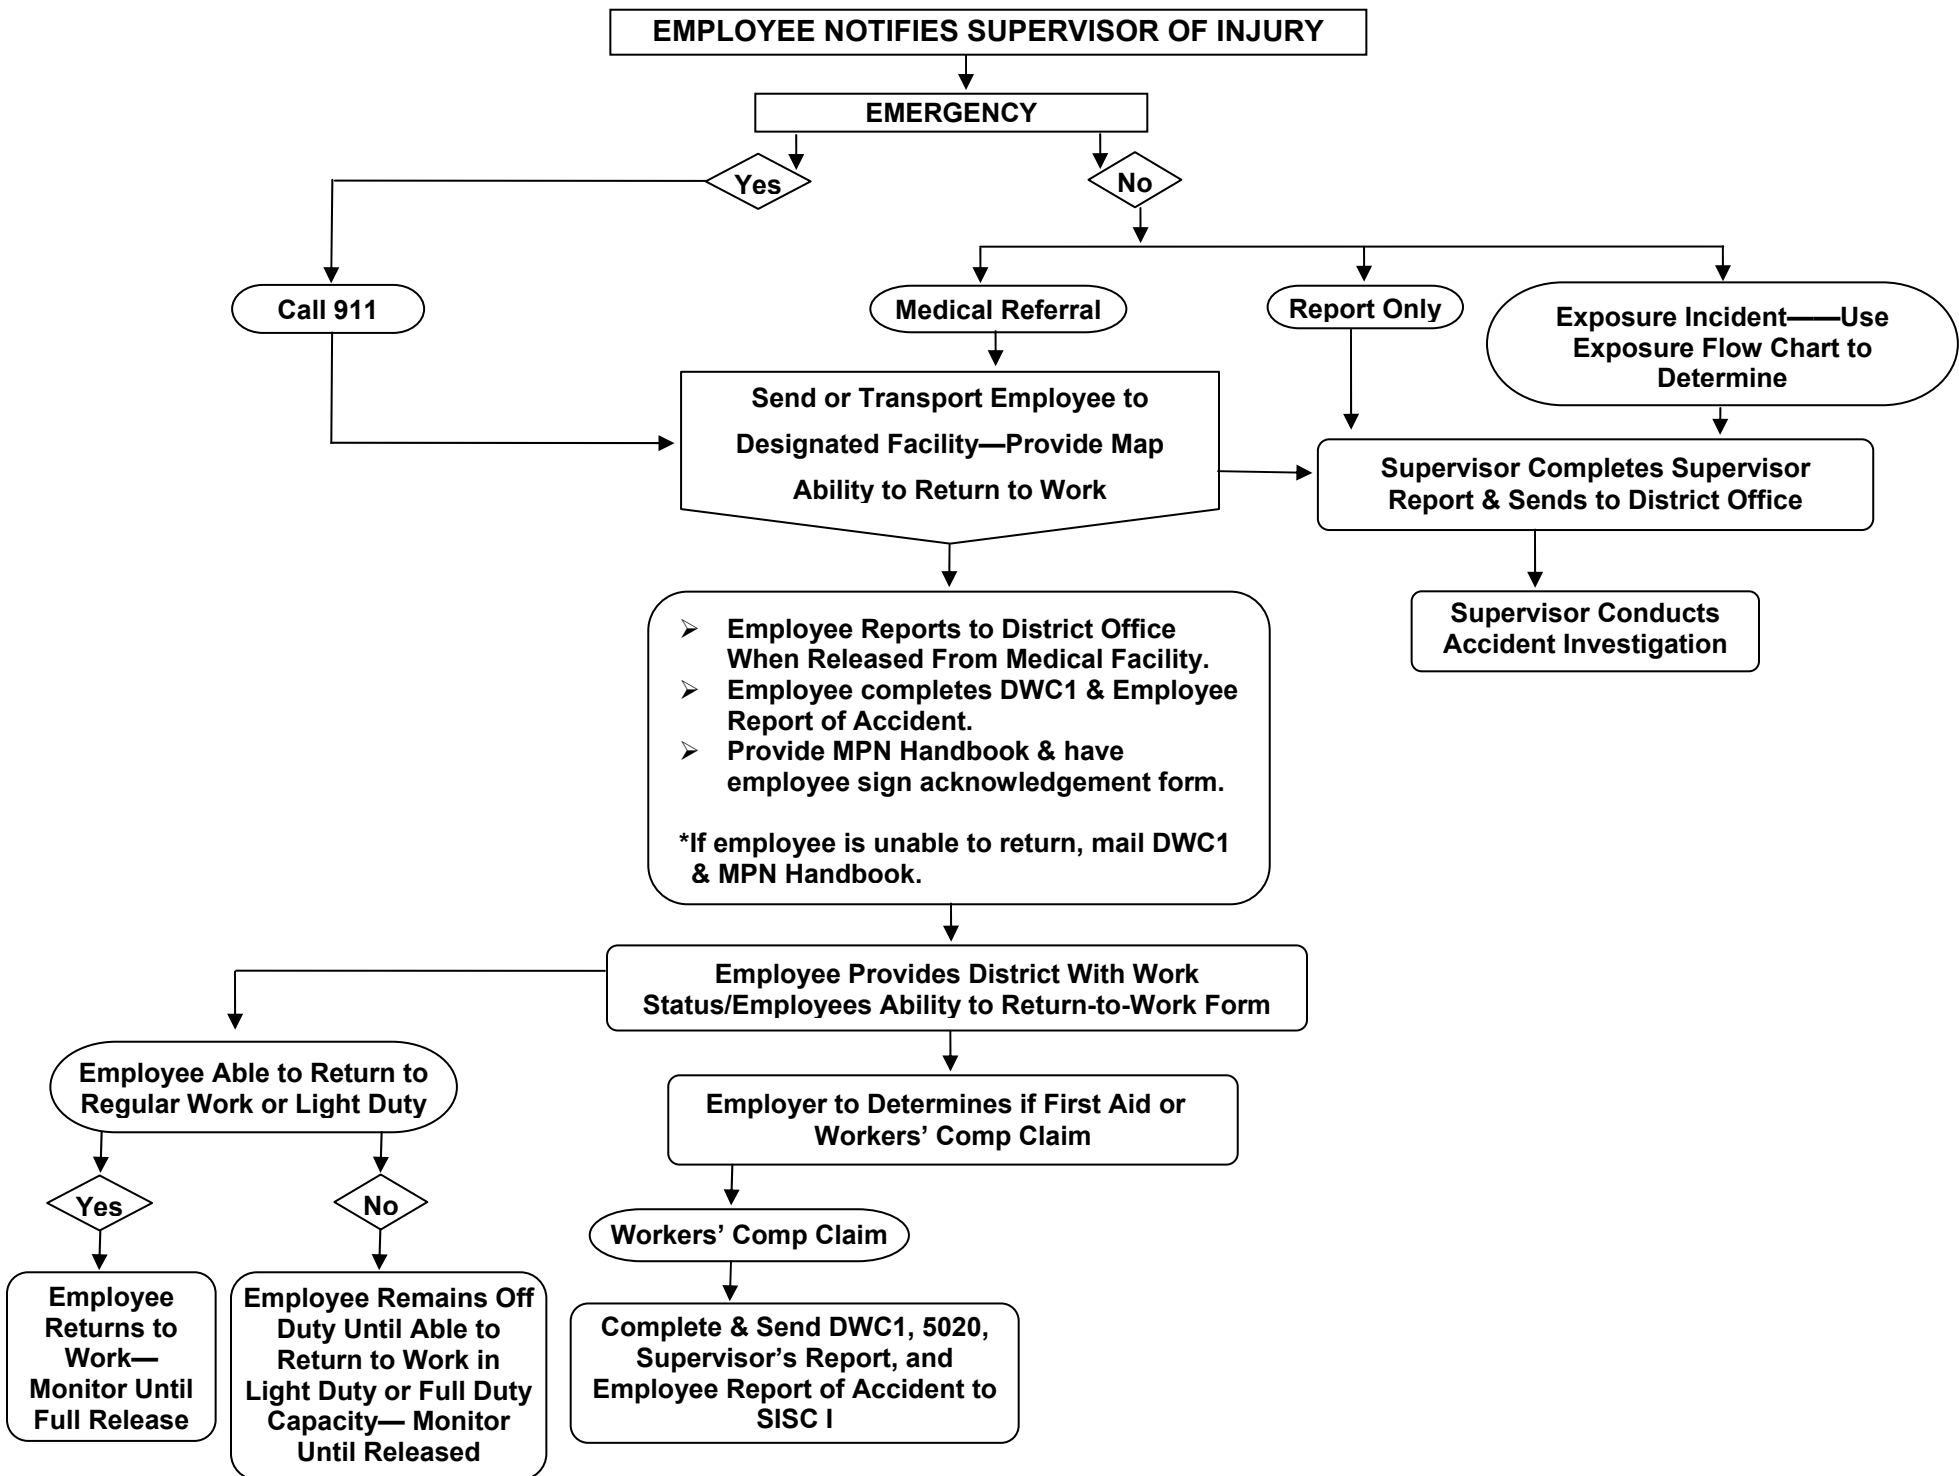 EMPLOYEE NOTIFIES SUPERVISOR OF INJURY
EMERGENCY
Yes
No
Call 911
Medical Referral
Report Only
Exposure Incident——Use
Exposure Flow Chart to
Determine
Send or Transport Employee to
Designated Facility—Provide Map
Ability to Return to Work
Supervisor Completes Supervisor
Report & Sends to District Office
Supervisor Conducts
Accident Investigation
➢ Employee Reports to District Office
When Released From Medical Facility.
➢ Employee completes DWC1 & Employee
Report of Accident.
➢ Provide MPN Handbook & have
employee sign acknowledgement form.
*If employee is unable to return, mail DWC1
& MPN Handbook.
Employee Provides District With Work
Status/Employees Ability to Return-to-Work Form
Employee Able to Return to
Regular Work or Light Duty
Employer to Determines if First Aid or
Workers’ Comp Claim
Yes
No
Workers’ Comp Claim
Employee
Returns to
Work—
Monitor Until
Full Release
Employee Remains Off
Duty Until Able to
Return to Work in
Light Duty or Full Duty
Capacity— Monitor
Until Released
Complete & Send DWC1, 5020,
Supervisor’s Report, and
Employee Report of Accident to
SISC I